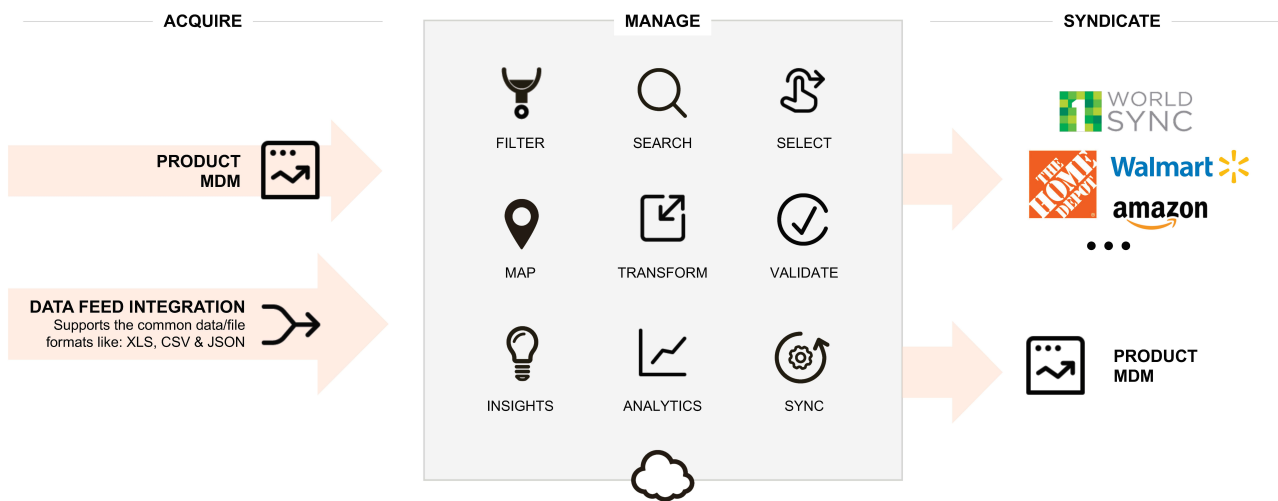 ACQUIRE
PRODUCT
MDM
DATA FEED INTEGRATION
Supports the common data/file
formats like: XLS, CSV & JSON
MANAGE
FILTER
SEARCH
SELECT
MAP
TRANSFORM
VALIDATE
INSIGHTS
ANALYTICS
SYNC
SYNDICATE
1 WORLD
SYNC
THE
HOME
DEPOT
Walmart
amazon
PRODUCT
MDM